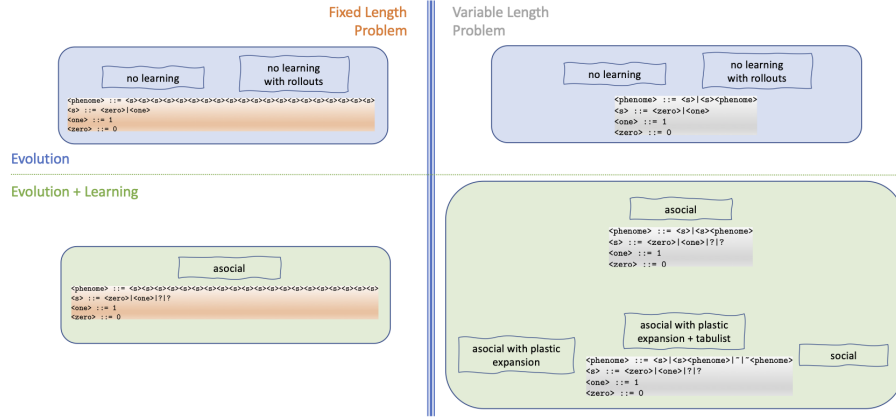 Fixed Length
Problem
Variable Length
Problem
no learning
no learning
with rollouts
<phenome> ::= <s><s><s><s><s><s><s><s><s><s><s><s><s><s><s><s><s><s><s><s>
<s> ::= <zero>|<one>
<one> ::= 1
<zero> ::= 0
no learning
no learning
with rollouts
<phenome> ::= <s>|<s><phenome>
<s> ::= <zero>|<one>
<one> ::= 1
<zero> ::= 0
Evolution
Evolution + Learning
asocial
<phenome> ::= <s><s><s><s><s><s><s><s><s><s><s><s><s><s><s><s><s><s><s><s>
<s> ::= <zero>|<one>|?|?
<one> ::= 1
<zero> ::= 0
asocial
<phenome> ::= <s>|<s><phenome>
<s> ::= <zero>|<one>|?|?
<one> ::= 1
<zero> ::= 0
asocial with plastic
expansion
asocial with plastic
expansion + tabulist
<phenome> ::= <s>|<s><phenome>|~|~<phenome>
<s> ::= <zero>|<one>|?|?
<one> ::= 1
<zero> ::= 0
social